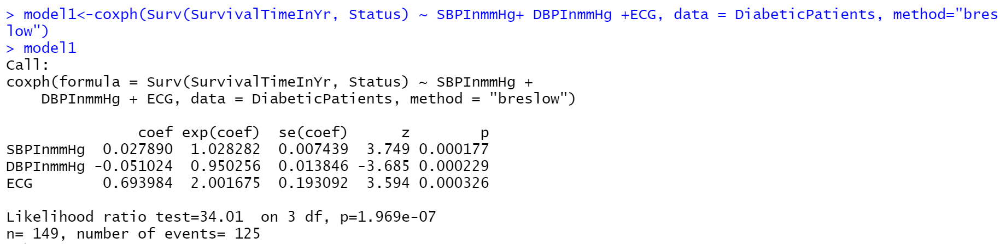 > model1<-coxph(Surv(SurvivalTimeInYr, Status) ~ SBPInmmHg+ DBPInmmHg +ECG, data = DiabeticPatients, method="bres
low")
> model1
Call:
coxph(formula = Surv(SurvivalTimeInYr, Status) ~ SBPInmmHg +
    DBPInmmHg + ECG, data = DiabeticPatients, method = "breslow")

               coef exp(coef)  se(coef)      z        p
SBPInmmHg  0.027890  1.028282  0.007439  3.749 0.000177
DBPInmmHg -0.051024  0.950256  0.013846 -3.685 0.000229
ECG        0.693984  2.001675  0.193092  3.594 0.000326

Likelihood ratio test=34.01  on 3 df, p=1.969e-07
n= 149, number of events= 125